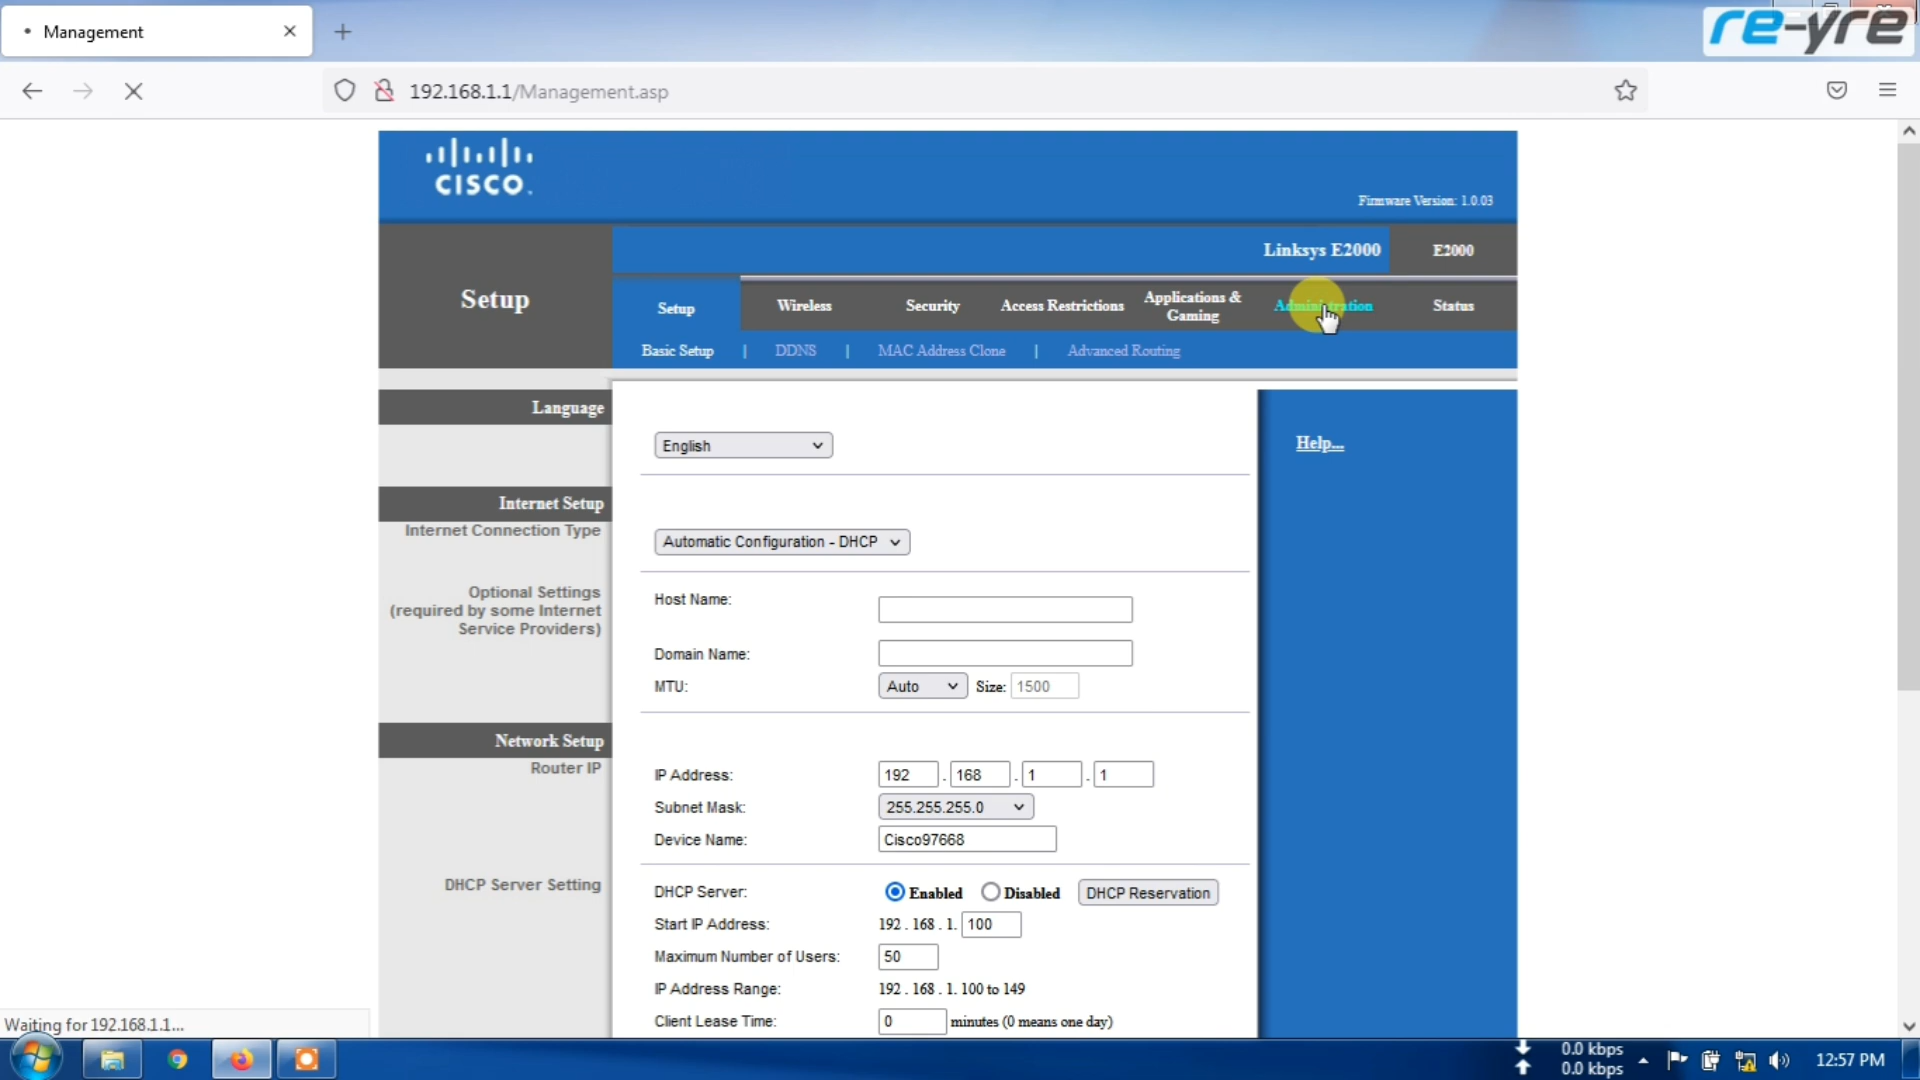 Management
re-yre
192.168.1.1/Management.asp
CISCO.
Firmware Version: 1.0.03
Linksys E2000
E2000
Setup
Setup
Wireless
Security
Access Restrictions
Applications &
Gaming
Administration
Status
Basic Setup | DDNS | MAC Address Clone | Advanced Routing
Language
English
Help...
Internet Setup
Internet Connection Type
Automatic Configuration - DHCP
Optional Settings
(required by some Internet
Service Providers)
Host Name:
Domain Name:
MTU: Auto Size: 1500
Network Setup
Router IP
IP Address: 192 . 168 . 1 . 1
Subnet Mask: 255.255.255.0
Device Name: Cisco97668
DHCP Server Setting
DHCP Server: Enabled Disabled DHCP Reservation
Start IP Address: 192 . 168 . 1. 100
Maximum Number of Users: 50
IP Address Range: 192 . 168 . 1. 100 to 149
Client Lease Time: 0 minutes (0 means one day)
Waiting for 192.168.1.1...
0.0 kbps
0.0 kbps
12:57 PM